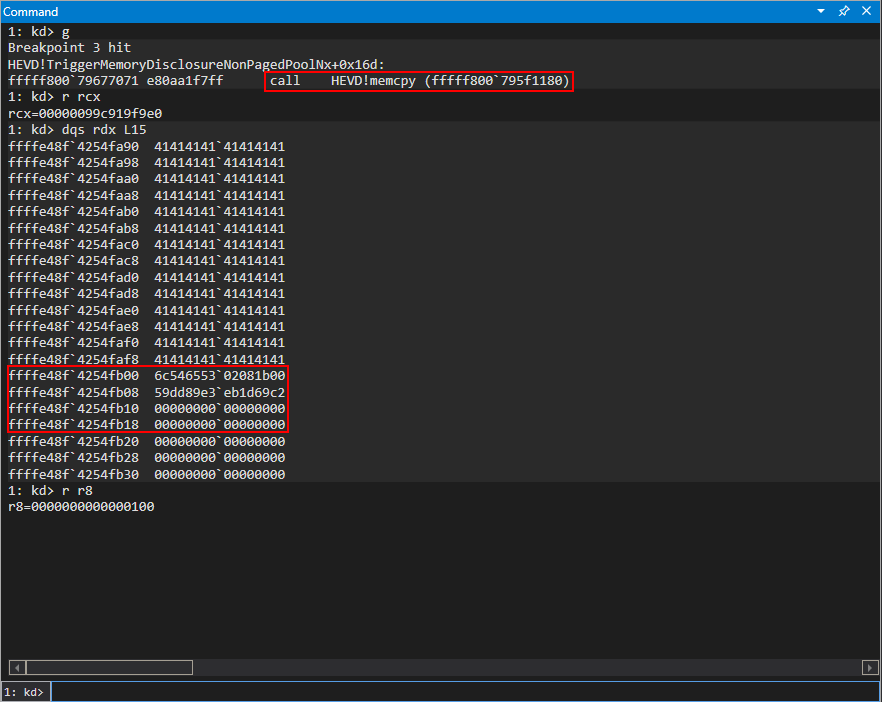 Command
1: kd> g
Breakpoint 3 hit
HEVD!TriggerMemoryDisclosureNonPagedPoolNx+0x16d:
fffff800`79677071 e80aa1f7ff      call    HEVD!memcpy (fffff800`795f1180)
1: kd> r rcx
rcx=00000099c919f9e0
1: kd> dqs rdx L15
ffffe48f`4254fa90  41414141`41414141
ffffe48f`4254fa98  41414141`41414141
ffffe48f`4254faa0  41414141`41414141
ffffe48f`4254faa8  41414141`41414141
ffffe48f`4254fab0  41414141`41414141
ffffe48f`4254fab8  41414141`41414141
ffffe48f`4254fac0  41414141`41414141
ffffe48f`4254fac8  41414141`41414141
ffffe48f`4254fad0  41414141`41414141
ffffe48f`4254fad8  41414141`41414141
ffffe48f`4254fae0  41414141`41414141
ffffe48f`4254fae8  41414141`41414141
ffffe48f`4254faf0  41414141`41414141
ffffe48f`4254faf8  41414141`41414141
ffffe48f`4254fb00  6c546553`02081b00
ffffe48f`4254fb08  59dd89e3`eb1d69c2
ffffe48f`4254fb10  00000000`00000000
ffffe48f`4254fb18  00000000`00000000
ffffe48f`4254fb20  00000000`00000000
ffffe48f`4254fb28  00000000`00000000
ffffe48f`4254fb30  00000000`00000000
1: kd> r r8
r8=0000000000000100
1: kd>